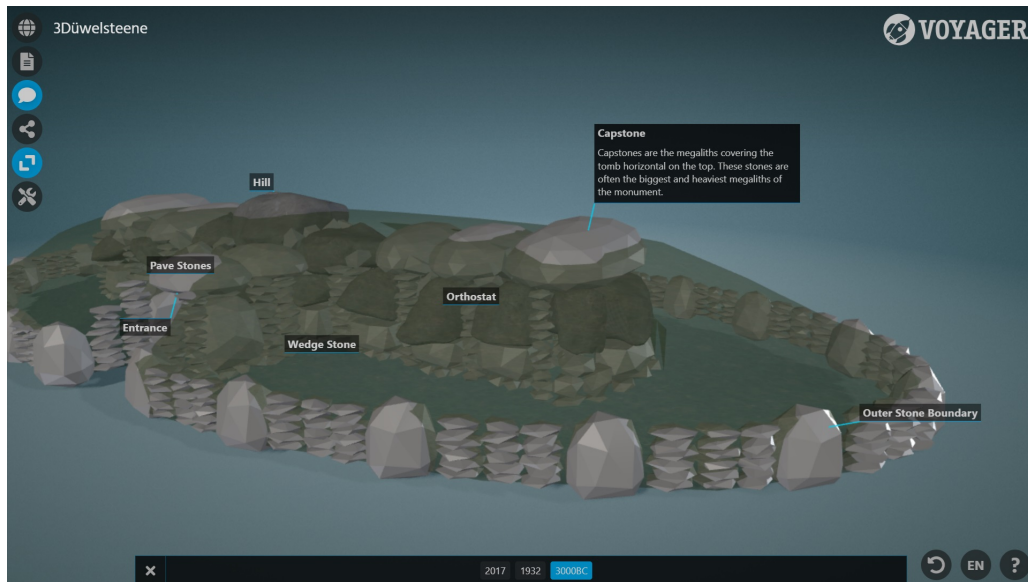 3Düwelsteene
VOYAGER
Capstone
Capstones are the megaliths covering the
tomb horizontal on the top. These stones are
often the biggest and heaviest megaliths of
the monument.
Hill
Pave Stones
Orthostat
Entrance
Wedge Stone
Outer Stone Boundary
2017 1932 3000BC
EN ?